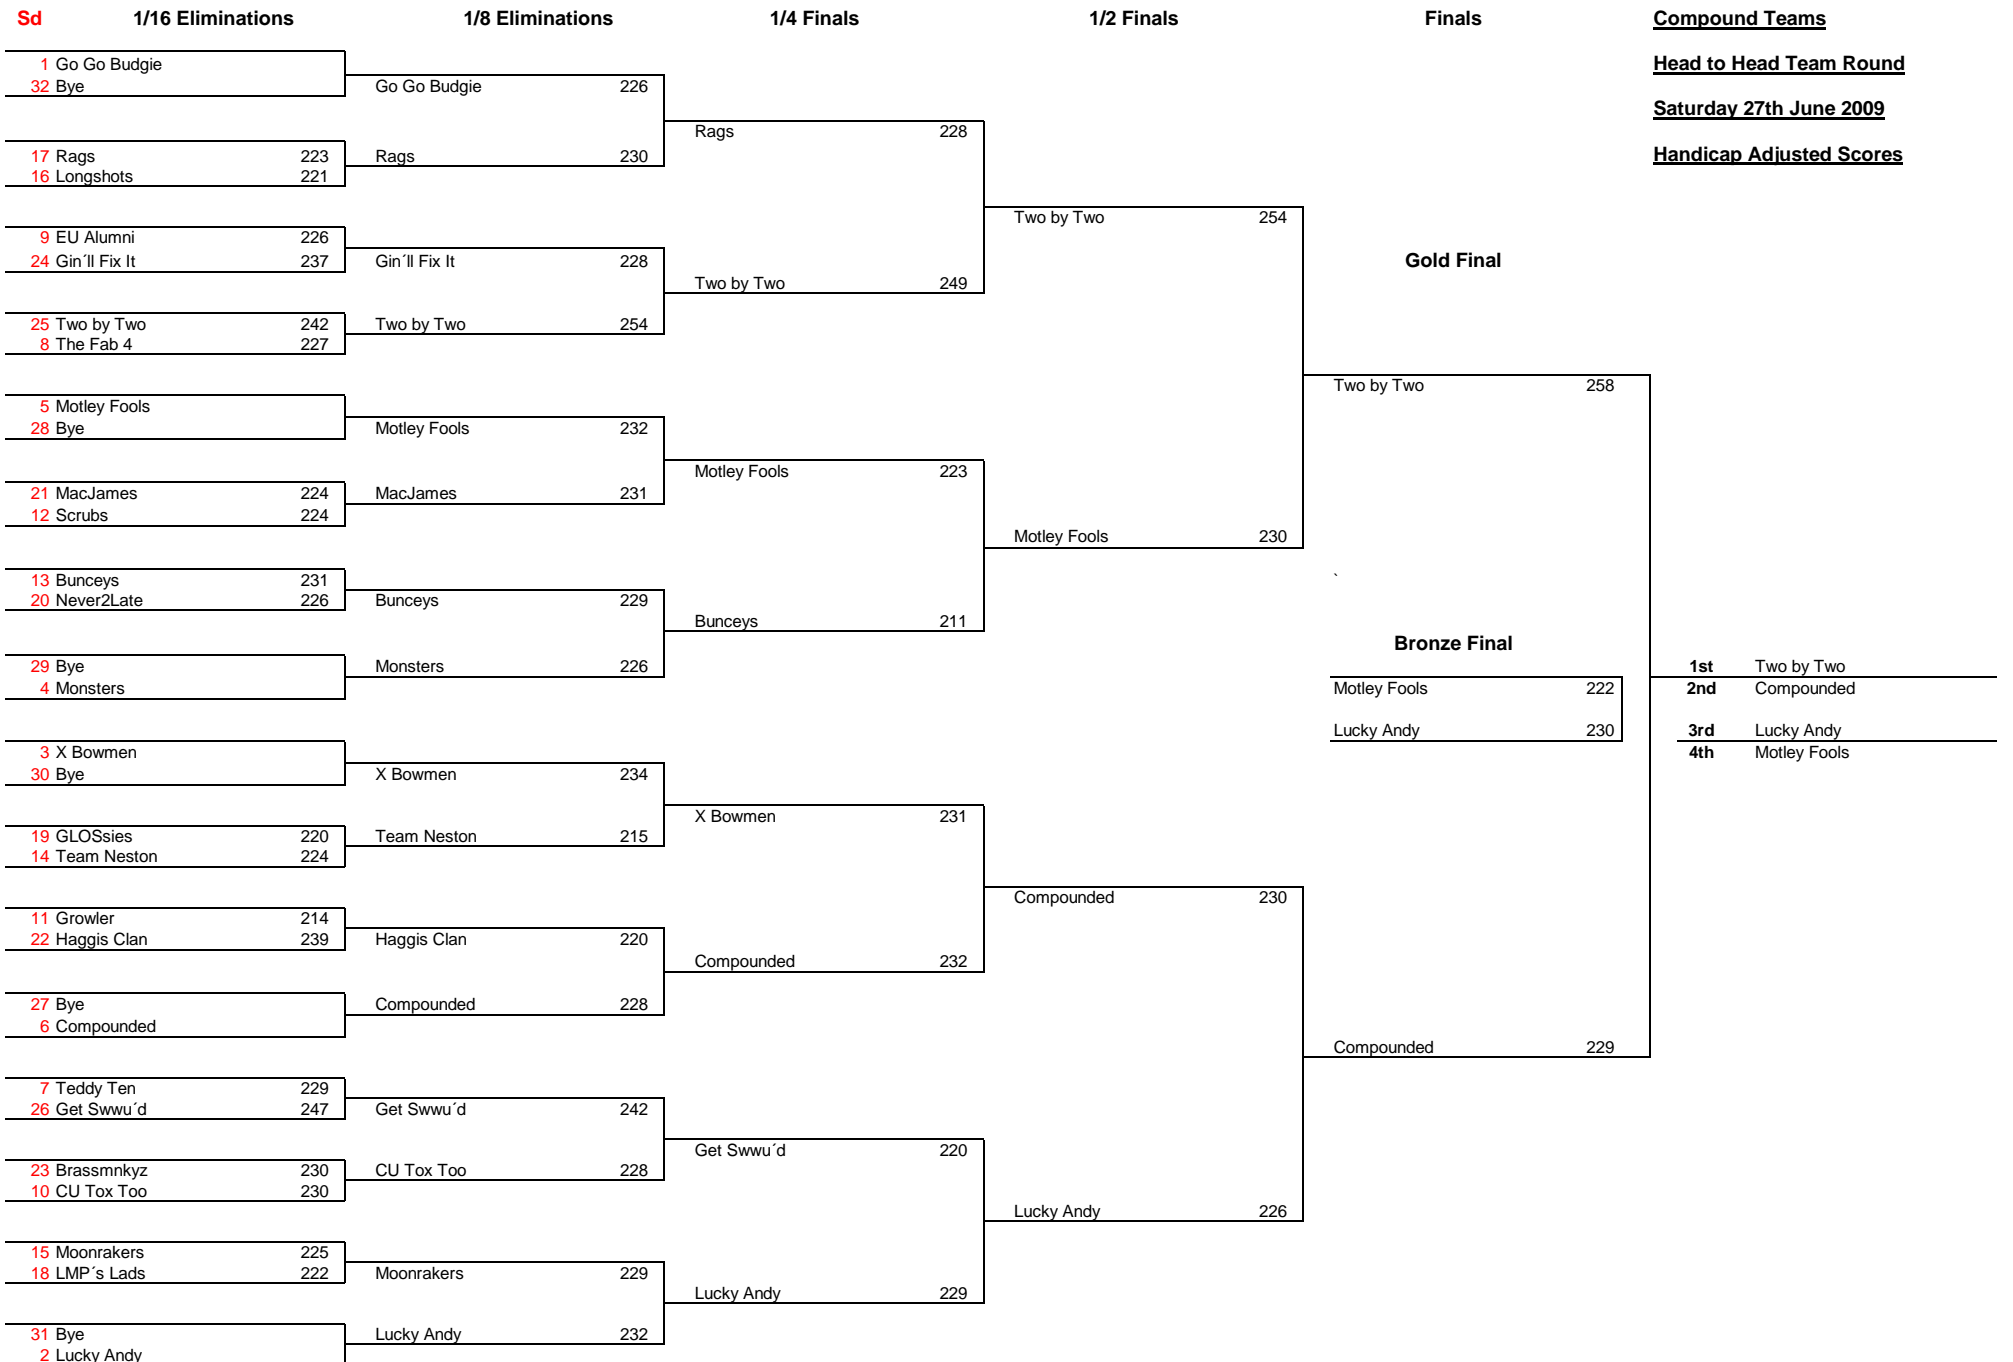 Sd 1/16 Eliminations 1/8 Eliminations 1/4 Finals 1/2 Finals Finals Compound Teams
Head to Head Team Round
Saturday 27th June 2009
Handicap Adjusted Scores
1 Go Go Budgie
32 Bye
17 Rags 223
16 Longshots 221
9 EU Alumni 226
24 Gin´ll Fix It 237
25 Two by Two 242
8 The Fab 4 227
5 Motley Fools
28 Bye
21 MacJames 224
12 Scrubs 224
13 Bunceys 231
20 Never2Late 226
29 Bye
4 Monsters
3 X Bowmen
30 Bye
19 GLOSsies 220
14 Team Neston 224
11 Growler 214
22 Haggis Clan 239
27 Bye
6 Compounded
7 Teddy Ten 229
26 Get Swwu´d 247
23 Brassmnkyz 230
10 CU Tox Too 230
15 Moonrakers 225
18 LMP´s Lads 222
31 Bye
2 Lucky Andy
Go Go Budgie 226
Rags 230
Gin´ll Fix It 228
Two by Two 254
Motley Fools 232
MacJames 231
Bunceys 229
Monsters 226
X Bowmen 234
Team Neston 215
Haggis Clan 220
Compounded 228
Get Swwu´d 242
CU Tox Too 228
Moonrakers 229
Lucky Andy 232
Rags 228
Two by Two 249
Motley Fools 223
Bunceys 211
X Bowmen 231
Compounded 232
Get Swwu´d 220
Lucky Andy 229
Two by Two 254
Motley Fools 230
Compounded 230
Lucky Andy 226
Gold Final
Two by Two 258
`
Compounded 229
Bronze Final
Motley Fools 222
Lucky Andy 230
1st Two by Two
2nd Compounded
3rd Lucky Andy
4th Motley Fools